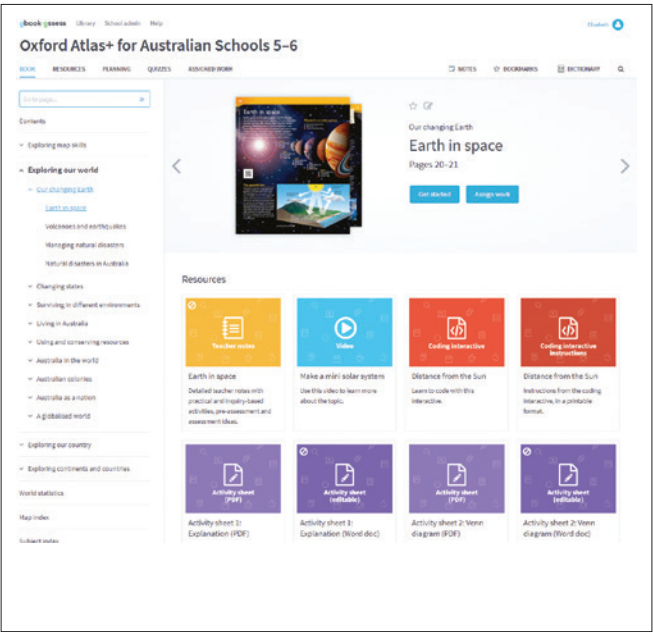 obook assess Library School admin Help
Elizabeth
Oxford Atlas+ for Australian Schools 5–6
BOOK RESOURCES PLANNING QUIZZES ASSIGNED WORK
NOTES BOOKMARKS DICTIONARY
Go to page...
Contents
Exploring map skills
Exploring our world
Our changing Earth
Earth in space
Volcanoes and earthquakes
Managing natural disasters
Natural disasters in Australia
Changing states
Surviving in different environments
Living in Australia
Using and conserving resources
Australia in the world
Australian colonies
Australia as a nation
A globalised world
Exploring our country
Exploring continents and countries
World statistics
Map index
Subject index
Earth in space
Our changing Earth
Earth in space
Pages 20–21
Get started Assign work
Resources
Teacher notes
Earth in space
Detailed teacher notes with
practical and inquiry-based
activities, pre-assessment and
assessment ideas.
Video
Make a mini solar system
Use this video to learn more
about the topic.
Coding interactive
Distance from the Sun
Learn to code with this
interactive.
Coding interactive
instructions
Distance from the Sun
Instructions from the coding
interactive, in a printable
format.
Activity sheet
(PDF)
Activity sheet 1:
Explanation (PDF)
Activity sheet
(editable)
Activity sheet 1:
Explanation (Word doc)
Activity sheet
(PDF)
Activity sheet 2: Venn
diagram (PDF)
Activity sheet
(editable)
Activity sheet 2: Venn
diagram (Word doc)